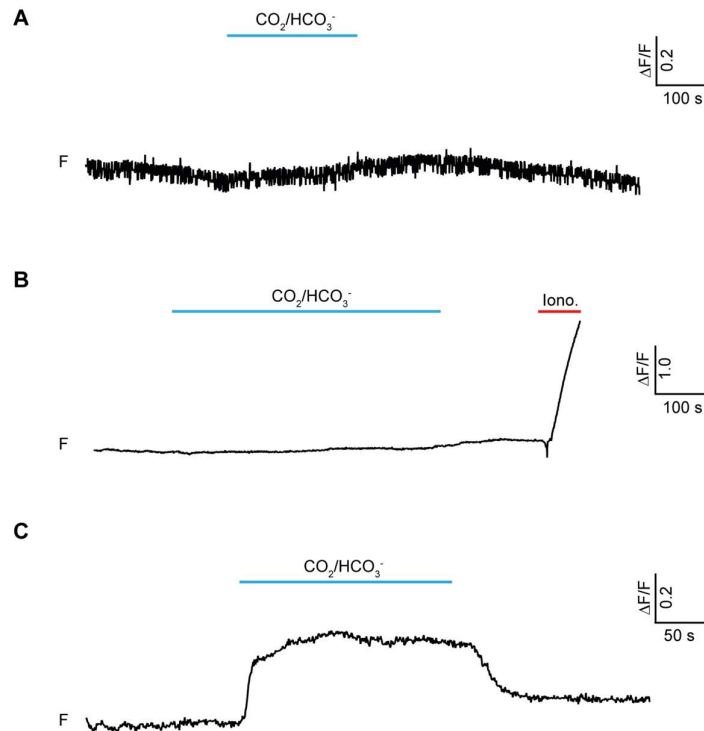 A
CO₂/HCO₃⁻
ΔF/F
0.2
100 s
F
B
CO₂/HCO₃⁻
Iono.
ΔF/F
1.0
100 s
F
C
CO₂/HCO₃⁻
ΔF/F
0.2
50 s
F